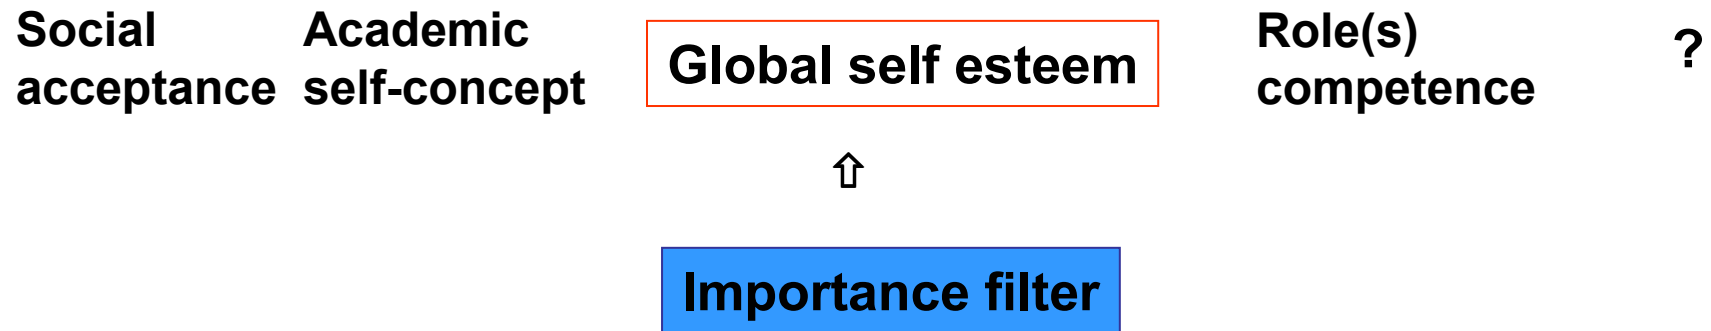 Social
acceptance
Academic
self-concept
Global self esteem
Role(s)
competence
?
⇧
Importance filter